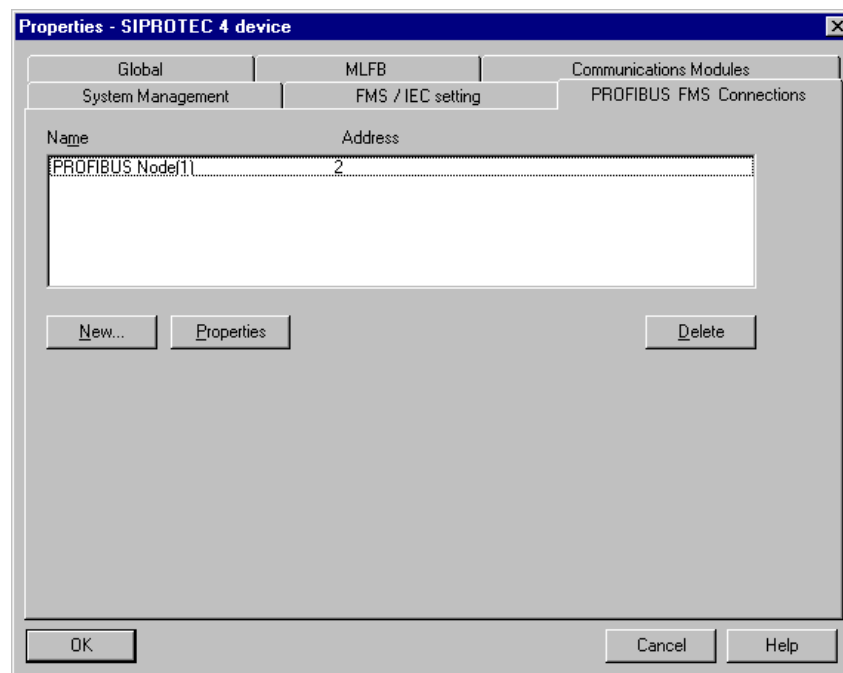 Properties - SIPROTEC 4 device
Global MLFB Communications Modules
System Management FMS / IEC setting PROFIBUS FMS Connections
Name Address
PROFIBUS Node(1) 2
New... Properties Delete
OK Cancel Help